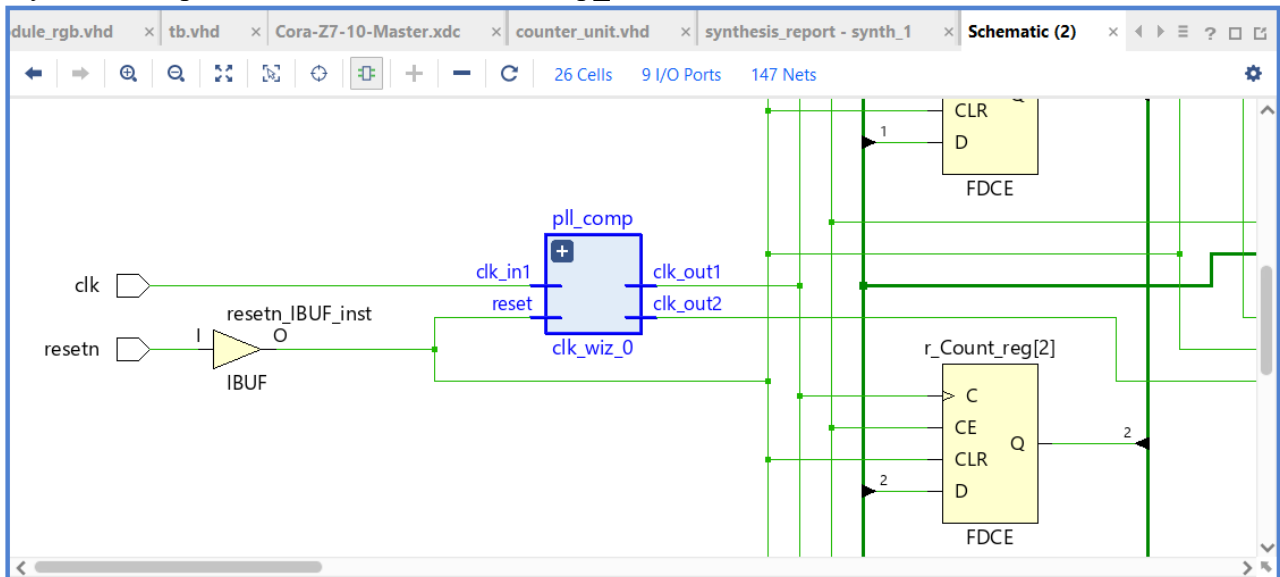 dule_rgb.vhd × tb.vhd × Cora-Z7-10-Master.xdc × counter_unit.vhd × synthesis_report - synth_1 × Schematic (2) ×
26 Cells 9 I/O Ports 147 Nets
CLR
1
D
FDCE
pll_comp
clk
clk_in1
clk_out1
reset
clk_out2
resetn_IBUF_inst
resetn
I
O
IBUF
clk_wiz_0
r_Count_reg[2]
C
CE
Q
2
CLR
2
D
FDCE